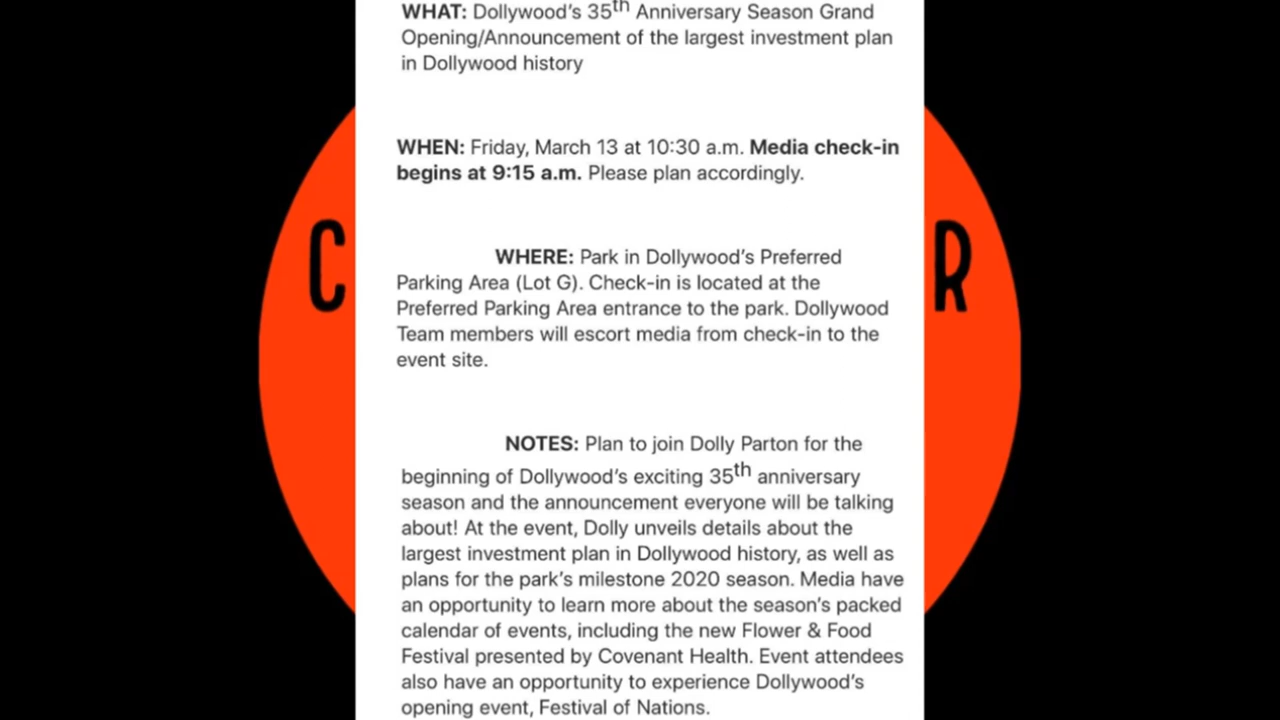 WHAT: Dollywood's 35th Anniversary Season Grand
Opening/Announcement of the largest investment plan
in Dollywood history
WHEN: Friday, March 13 at 10:30 a.m. Media check-in
begins at 9:15 a.m. Please plan accordingly.
C
R
WHERE: Park in Dollywood's Preferred
Parking Area (Lot G). Check-in is located at the
Preferred Parking Area entrance to the park. Dollywood
Team members will escort media from check-in to the
event site.
NOTES: Plan to join Dolly Parton for the
beginning of Dollywood's exciting 35th anniversary
season and the announcement everyone will be talking
about! At the event, Dolly unveils details about the
largest investment plan in Dollywood history, as well as
plans for the park's milestone 2020 season. Media have
an opportunity to learn more about the season's packed
calendar of events, including the new Flower & Food
Festival presented by Covenant Health. Event attendees
also have an opportunity to experience Dollywood's
opening event, Festival of Nations.